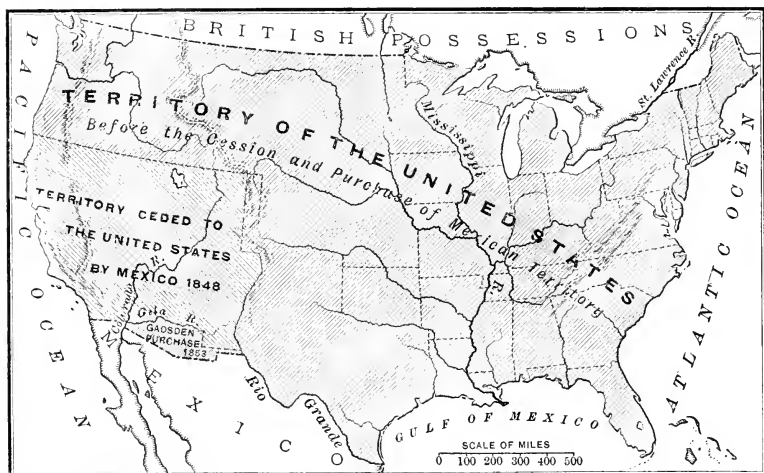 BRITISH POSSESSIONS
PACIFIC OCEAN
St. Lawrence R.
TERRITORY OF THE UNITED STATES
Before the Cession and Purchase of Mexican Territory
Mississippi R.
TERRITORY CEDED TO
THE UNITED STATES
BY MEXICO 1848
Colorado R.
Gila R.
GADSDEN
PURCHASE
1853
MEXICO
Rio Grande
GULF OF MEXICO
ATLANTIC OCEAN
SCALE OF MILES
0 100 200 300 400 500